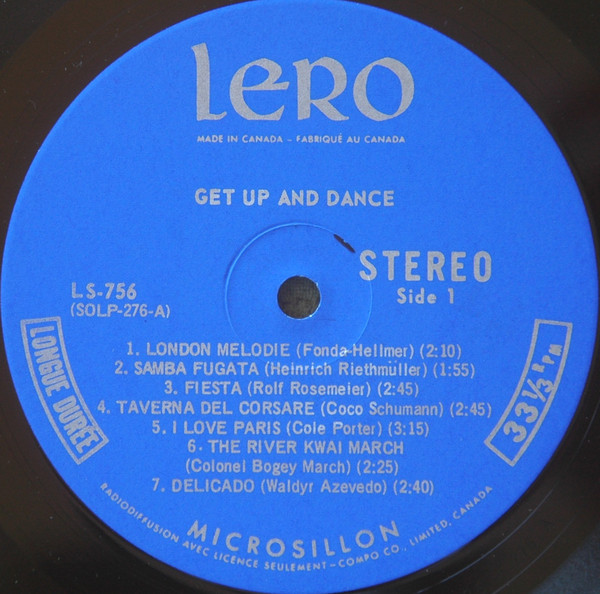 LERO
MADE IN CANADA – FABRIQUÉ AU CANADA
GET UP AND DANCE
STEREO
Side 1
LS-756
(SOLP-276-A)
1. LONDON MELODIE (Fonda-Hellmer) (2:10)
2. SAMBA FUGATA (Heinrich Riethmüller) (1:55)
3. FIESTA (Rolf Rosemeier) (2:45)
4. TAVERNA DEL CORSARE (Coco Schumann) (2:45)
5. I LOVE PARIS (Cole Porter) (3:15)
6. THE RIVER KWAI MARCH
(Colonel Bogey March) (2:25)
7. DELICADO (Waldyr Azevedo) (2:40)
LONGUE DURÉE
33 1/3 R.P.M.
MICROSILLON
RADIODIFFUSION AVEC LICENCE SEULEMENT – COMPO CO., LIMITED, CANADA